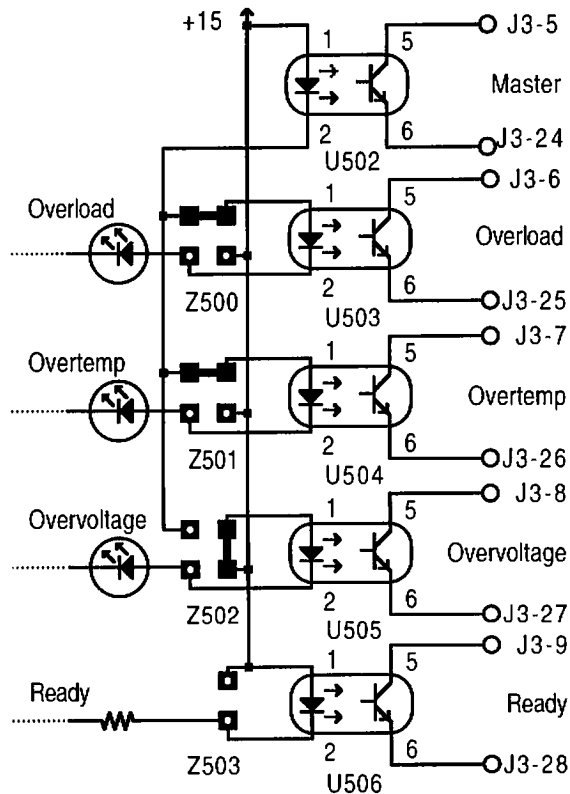 +15
1
5
J3-5
Master
2
6
J3-24
U502
1
5
J3-6
Overload
Overload
2
6
J3-25
Z500
U503
1
5
J3-7
Overtemp
Overtemp
2
6
J3-26
Z501
U504
1
5
J3-8
Overvoltage
Overvoltage
2
6
J3-27
Z502
U505
1
5
J3-9
Ready
Ready
2
6
J3-28
Z503
U506